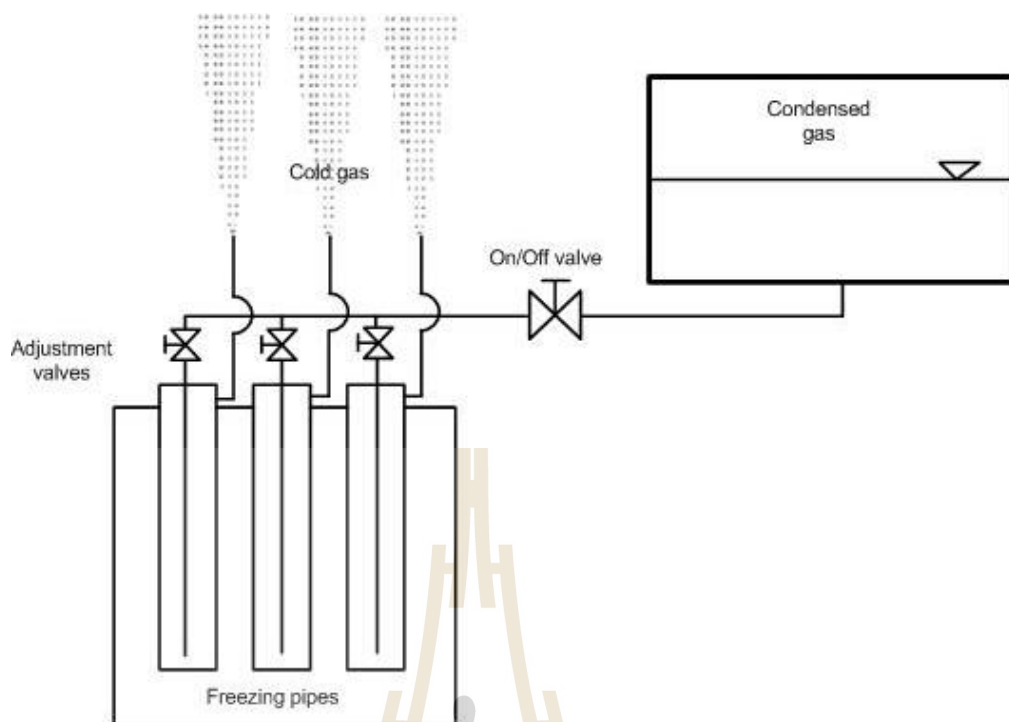 Condensed
gas
Cold gas
On/Off valve
Adjustment
valves
Freezing pipes